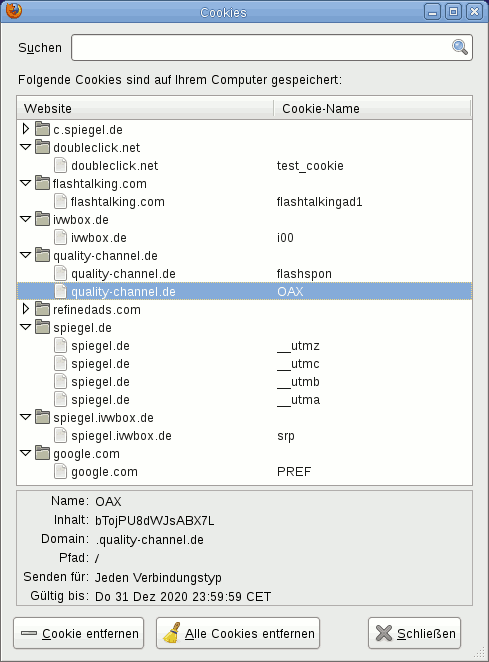 Cookies
Suchen
Folgende Cookies sind auf Ihrem Computer gespeichert:
Website Cookie-Name
c.spiegel.de
doubleclick.net
doubleclick.net test_cookie
flashtalking.com
flashtalking.com flashtalkingad1
ivwbox.de
ivwbox.de i00
quality-channel.de
quality-channel.de flashspon
quality-channel.de OAX
refinedads.com
spiegel.de
spiegel.de __utmz
spiegel.de __utmc
spiegel.de __utmb
spiegel.de __utma
spiegel.ivwbox.de
spiegel.ivwbox.de srp
google.com
google.com PREF
Name: OAX
Inhalt: bTojPU8dWJsABX7L
Domain: .quality-channel.de
Pfad: /
Senden für: Jeden Verbindungstyp
Gültig bis: Do 31 Dez 2020 23:59:59 CET
Cookie entfernen Alle Cookies entfernen Schließen